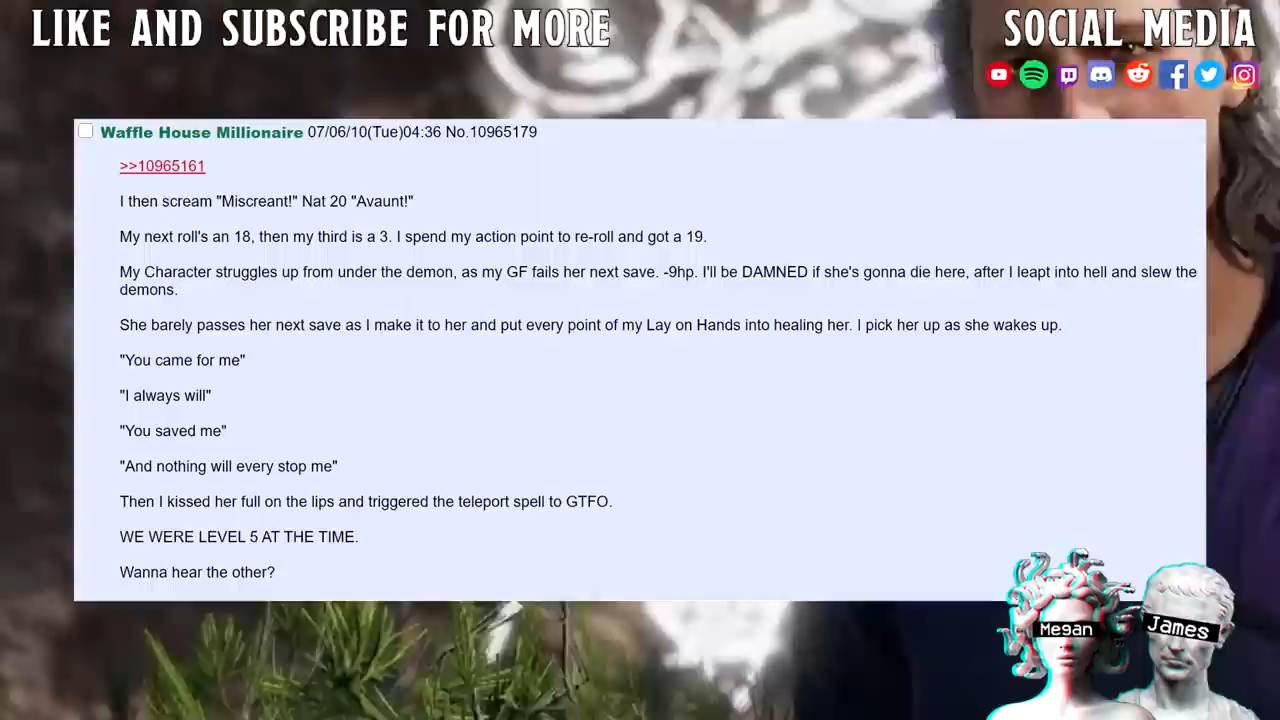 LIKE AND SUBSCRIBE FOR MORE
SOCIAL MEDIA
Waffle House Millionaire 07/06/10(Tue)04:36 No.10965179
>>10965161
I then scream "Miscreant!" Nat 20 "Avaunt!"
My next roll's an 18, then my third is a 3. I spend my action point to re-roll and got a 19.
My Character struggles up from under the demon, as my GF fails her next save. -9hp. I'll be DAMNED if she's gonna die here, after I leapt into hell and slew the
demons.
She barely passes her next save as I make it to her and put every point of my Lay on Hands into healing her. I pick her up as she wakes up.
"You came for me"
"I always will"
"You saved me"
"And nothing will every stop me"
Then I kissed her full on the lips and triggered the teleport spell to GTFO.
WE WERE LEVEL 5 AT THE TIME.
Wanna hear the other?
Megan
James